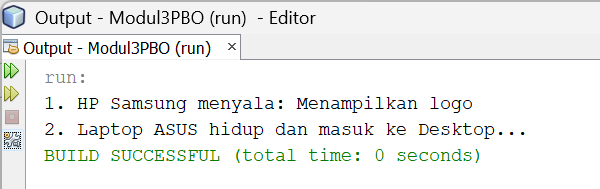 Output - Modul3PBO (run) - Editor
Output - Modul3PBO (run) ×
run:
1. HP Samsung menyala: Menampilkan logo
2. Laptop ASUS hidup dan masuk ke Desktop...
BUILD SUCCESSFUL (total time: 0 seconds)